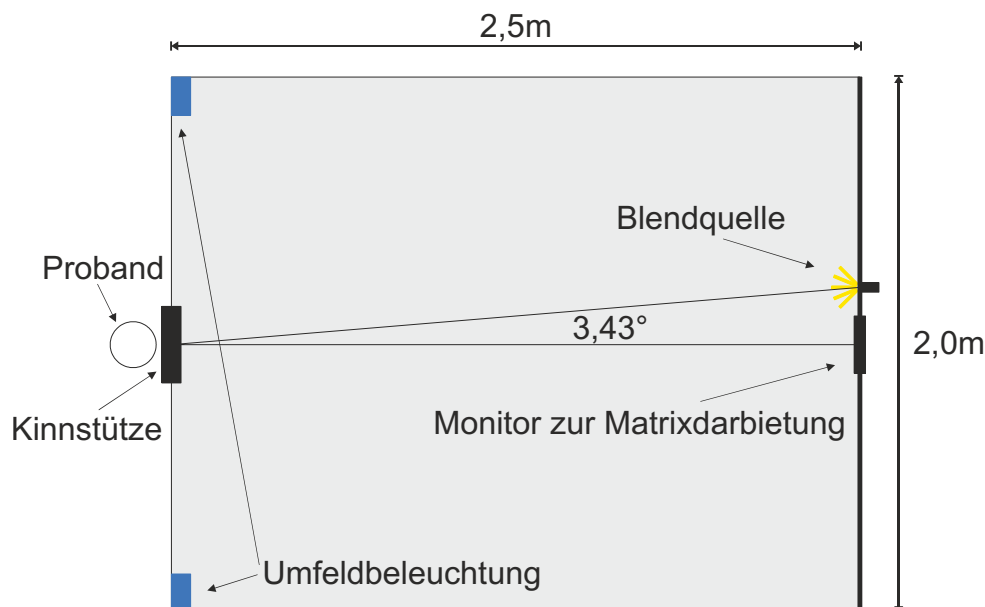 2,5m
Blendquelle
Proband
3,43°
2,0m
Kinnstütze
Monitor zur Matrixdarbietung
Umfeldbeleuchtung